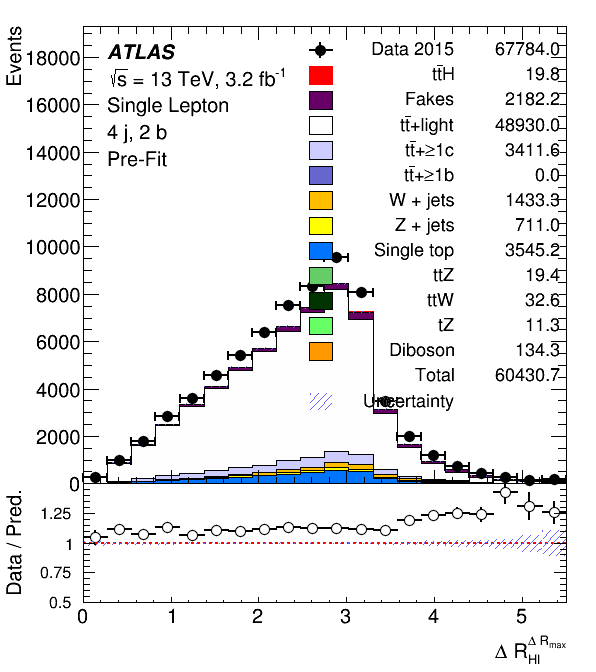 Events
18000
16000
14000
12000
10000
8000
6000
4000
2000
0
ATLAS
√s = 13 TeV, 3.2 fb⁻¹
Single Lepton
4 j, 2 b
Pre-Fit
Data 2015 67784.0
tt̄H 19.8
Fakes 2182.2
tt̄+light 48930.0
tt̄+≥1c 3411.6
tt̄+≥1b 0.0
W + jets 1433.3
Z + jets 711.0
Single top 3545.2
ttZ 19.4
ttW 32.6
tZ 11.3
Diboson 134.3
Total 60430.7
Uncertainty
Data / Pred.
1.25
1
0.75
0.5
0 1 2 3 4 5
Δ R_HI^Δ R_max